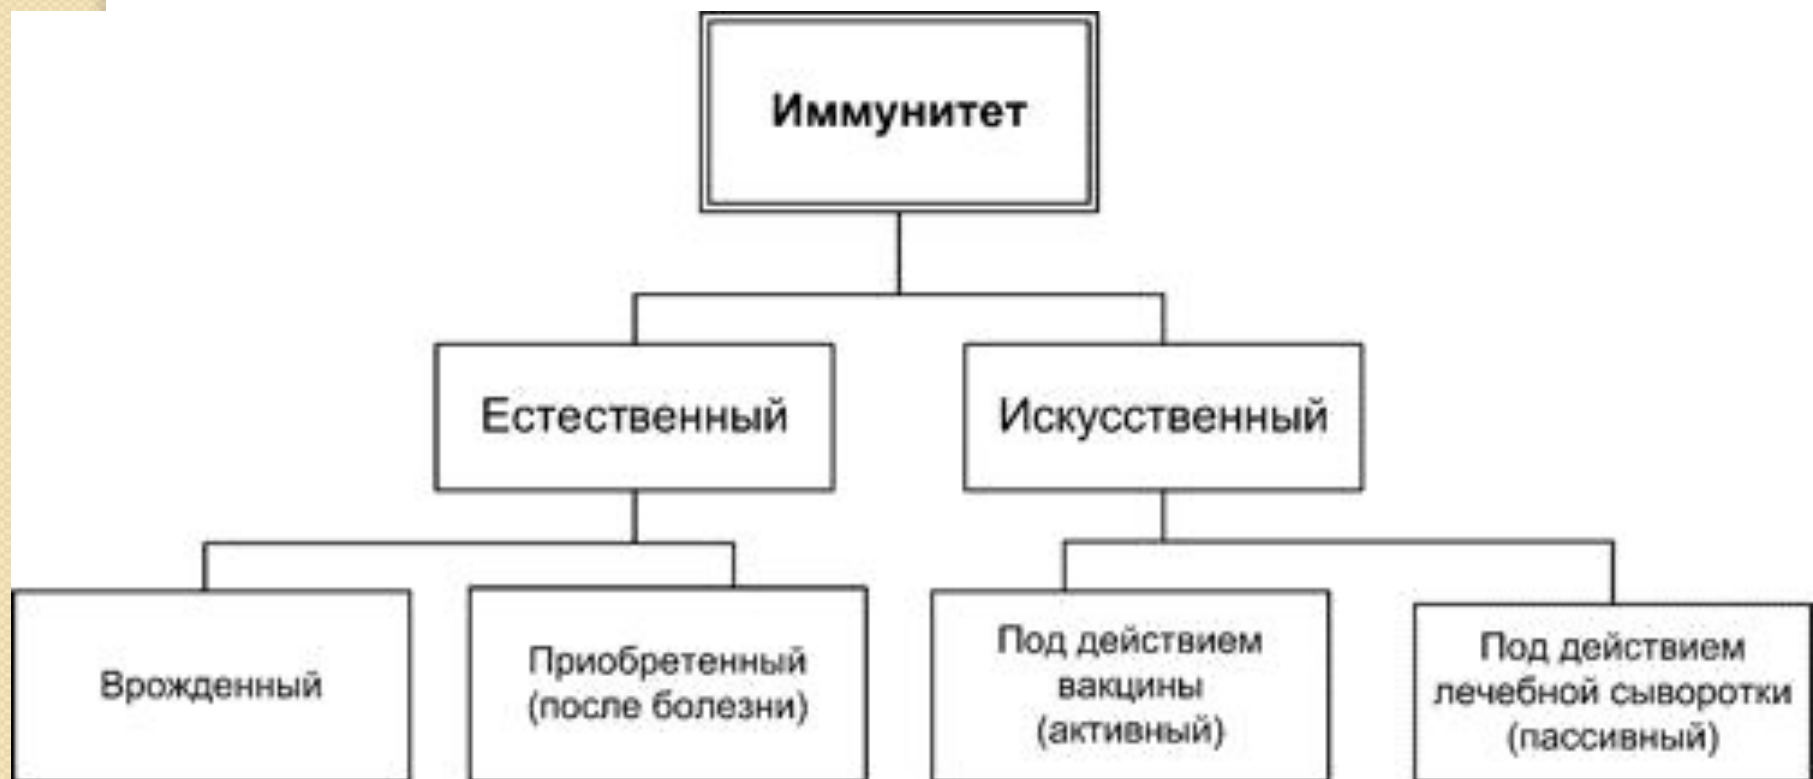 Иммунитет
Естественный
Искусственный
Врожденный
Приобретенный
(после болезни)
Под действием
вакцины
(активный)
Под действием
лечебной сыворотки
(пассивный)